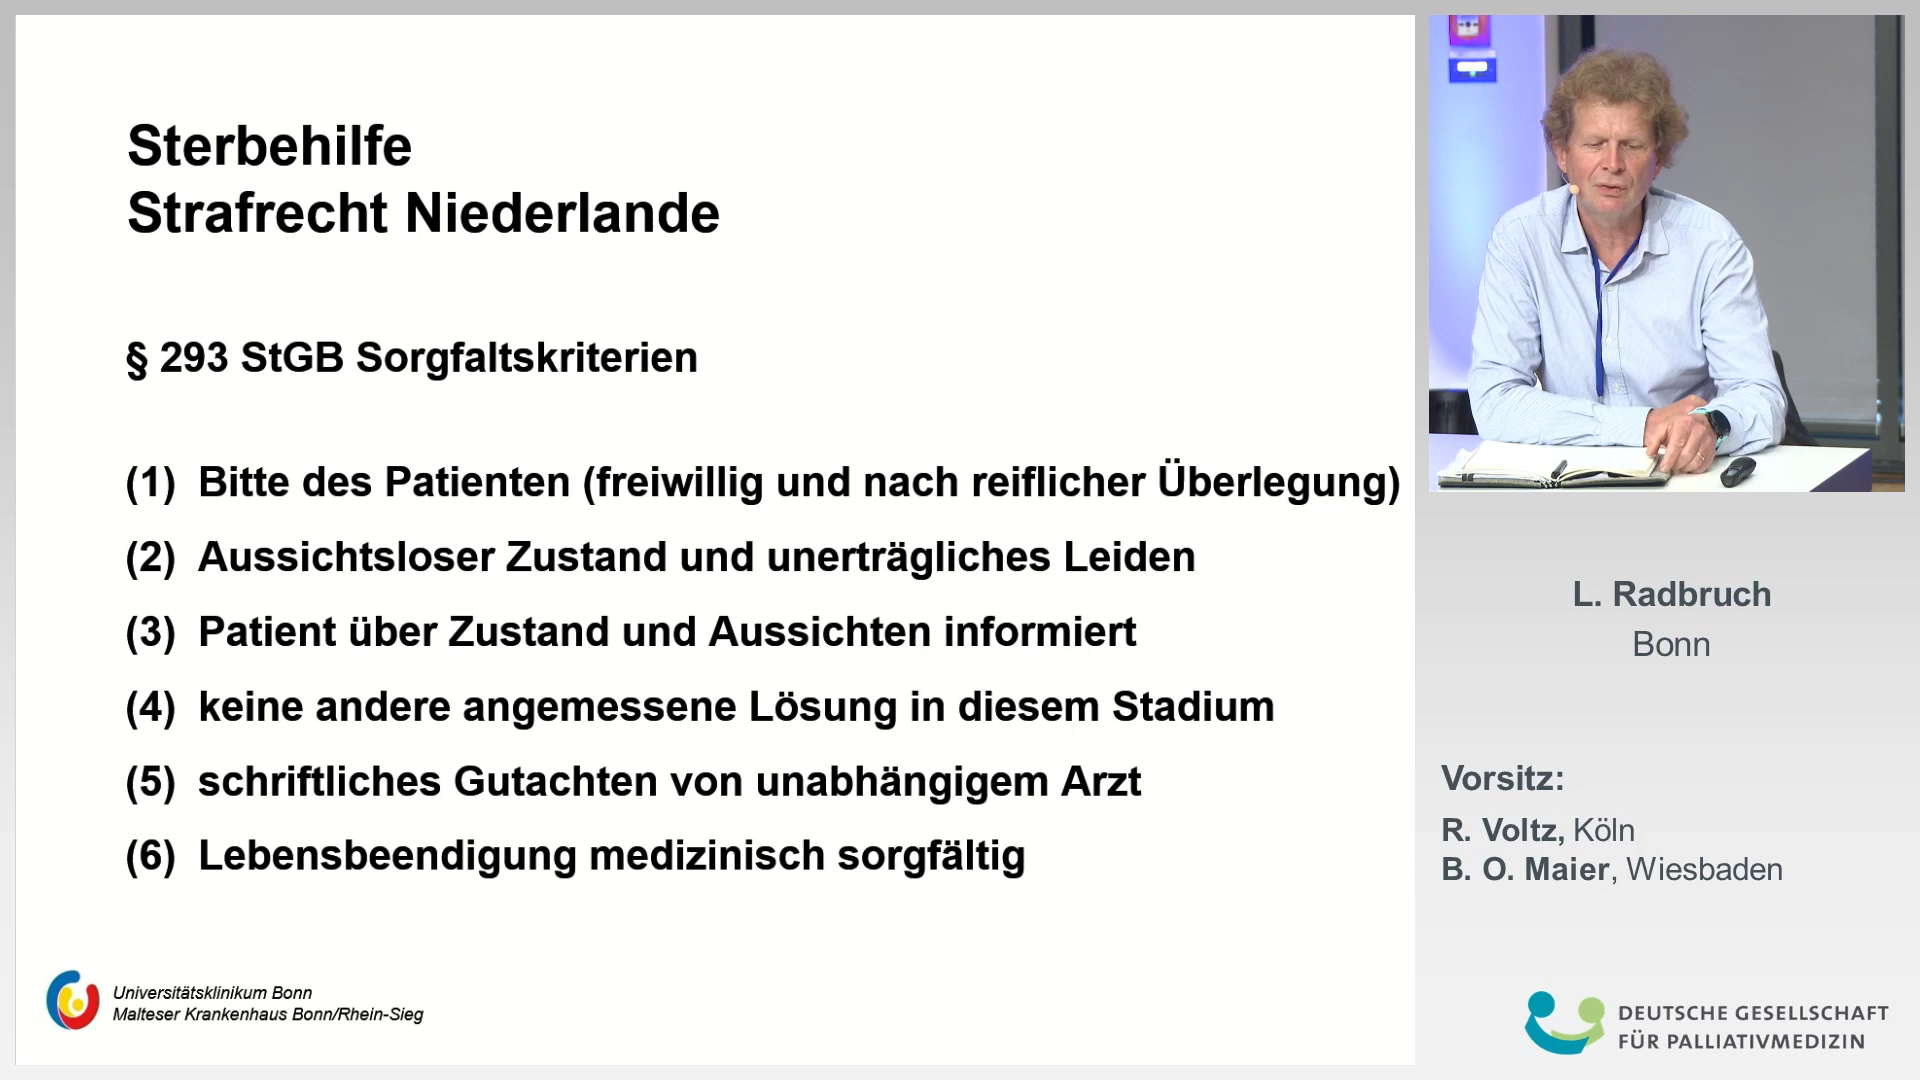 Sterbehilfe
Strafrecht Niederlande
§ 293 StGB Sorgfaltskriterien
(1) Bitte des Patienten (freiwillig und nach reiflicher Überlegung)
(2) Aussichtsloser Zustand und unerträgliches Leiden
(3) Patient über Zustand und Aussichten informiert
(4) keine andere angemessene Lösung in diesem Stadium
(5) schriftliches Gutachten von unabhängigem Arzt
(6) Lebensbeendigung medizinisch sorgfältig
Universitätsklinikum Bonn
Malteser Krankenhaus Bonn/Rhein-Sieg
L. Radbruch
Bonn
Vorsitz:
R. Voltz, Köln
B. O. Maier, Wiesbaden
DEUTSCHE GESELLSCHAFT
FÜR PALLIATIVMEDIZIN